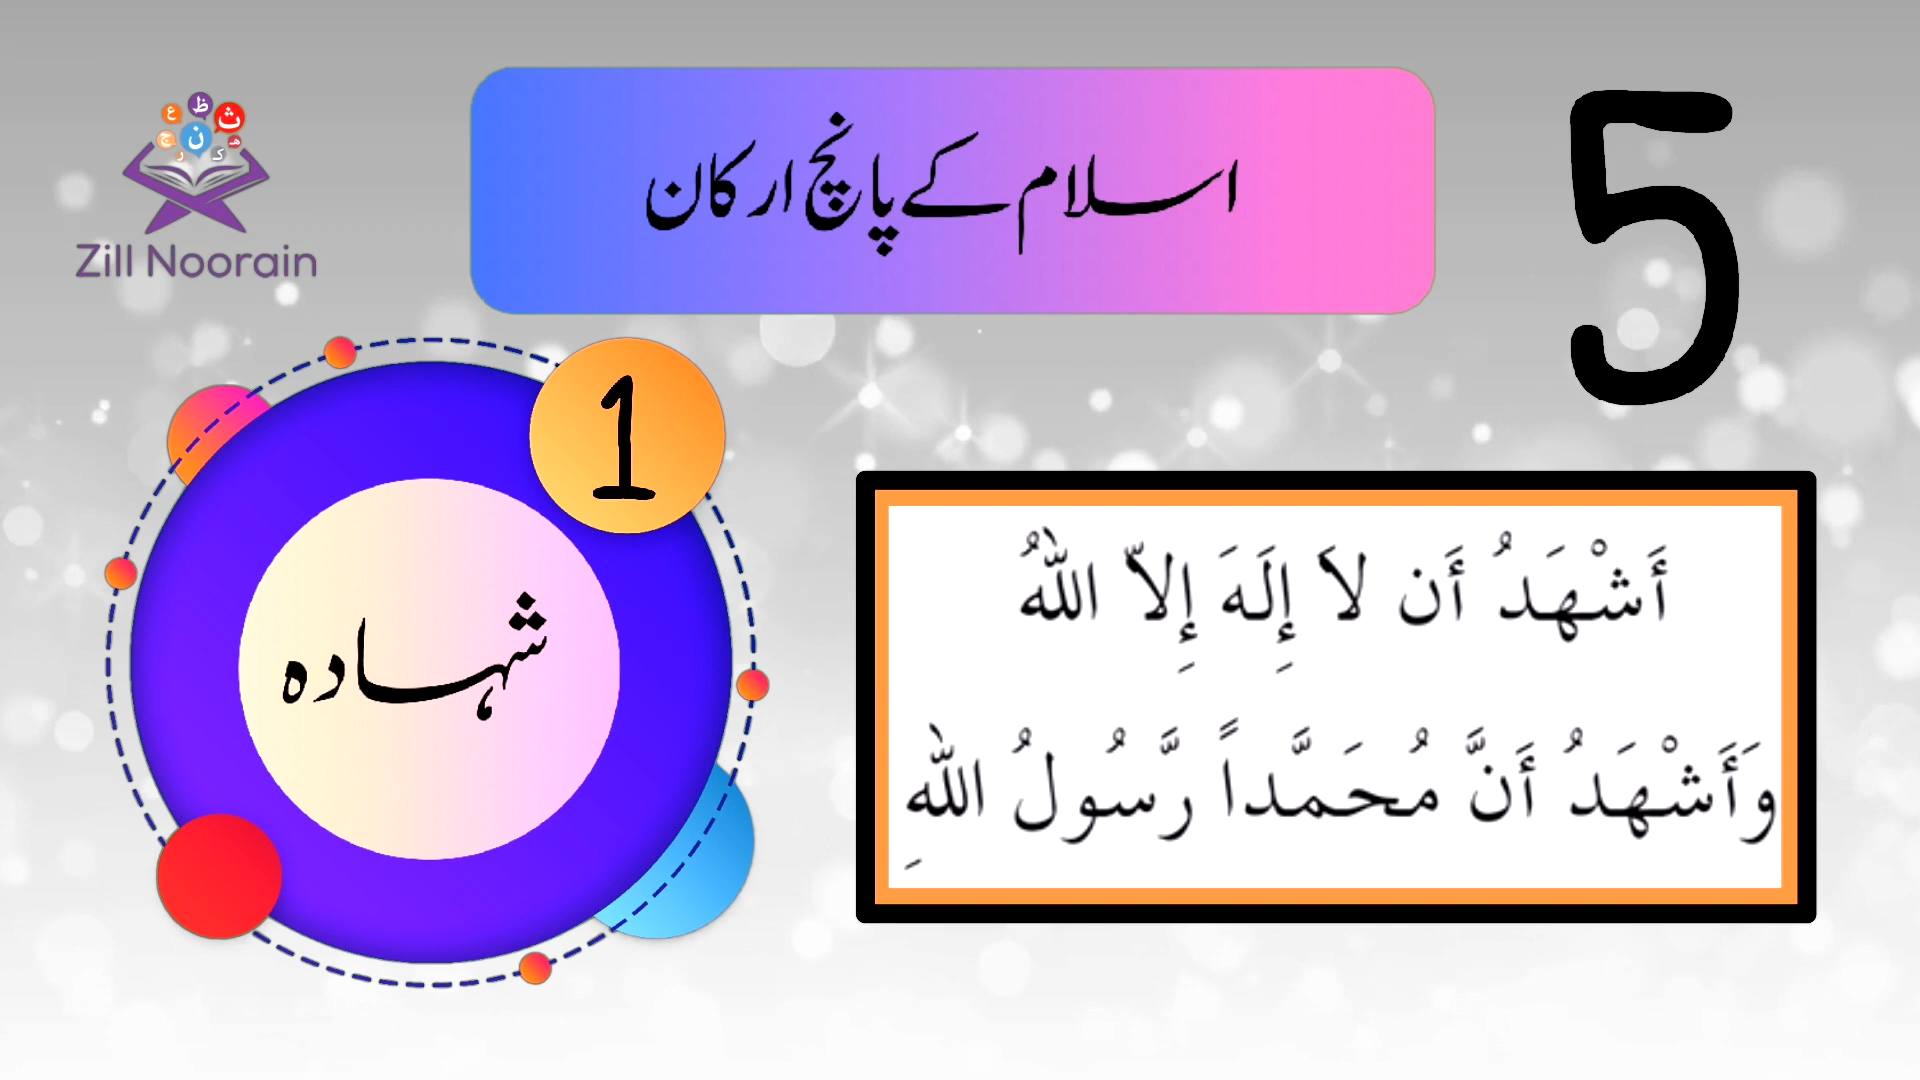 ظ
ع
ث
ن
ج
ھ
ر
ک
Zill Noorain
اسلام کے پانچ ارکان
5
1
شہادہ
أَشْهَدُ أَن لاَ إِلَهَ إِلاّ اللهُ
وَأَشْهَدُ أَنَّ مُحَمَّداً رَّسُولُ اللهِ